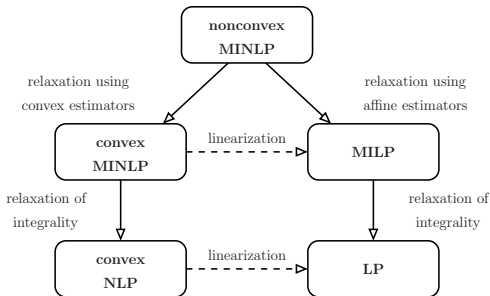 nonconvex
MINLP
relaxation using
convex estimators
relaxation using
affine estimators
convex
MINLP
linearization
MILP
relaxation of
integrality
relaxation of
integrality
convex
NLP
linearization
LP